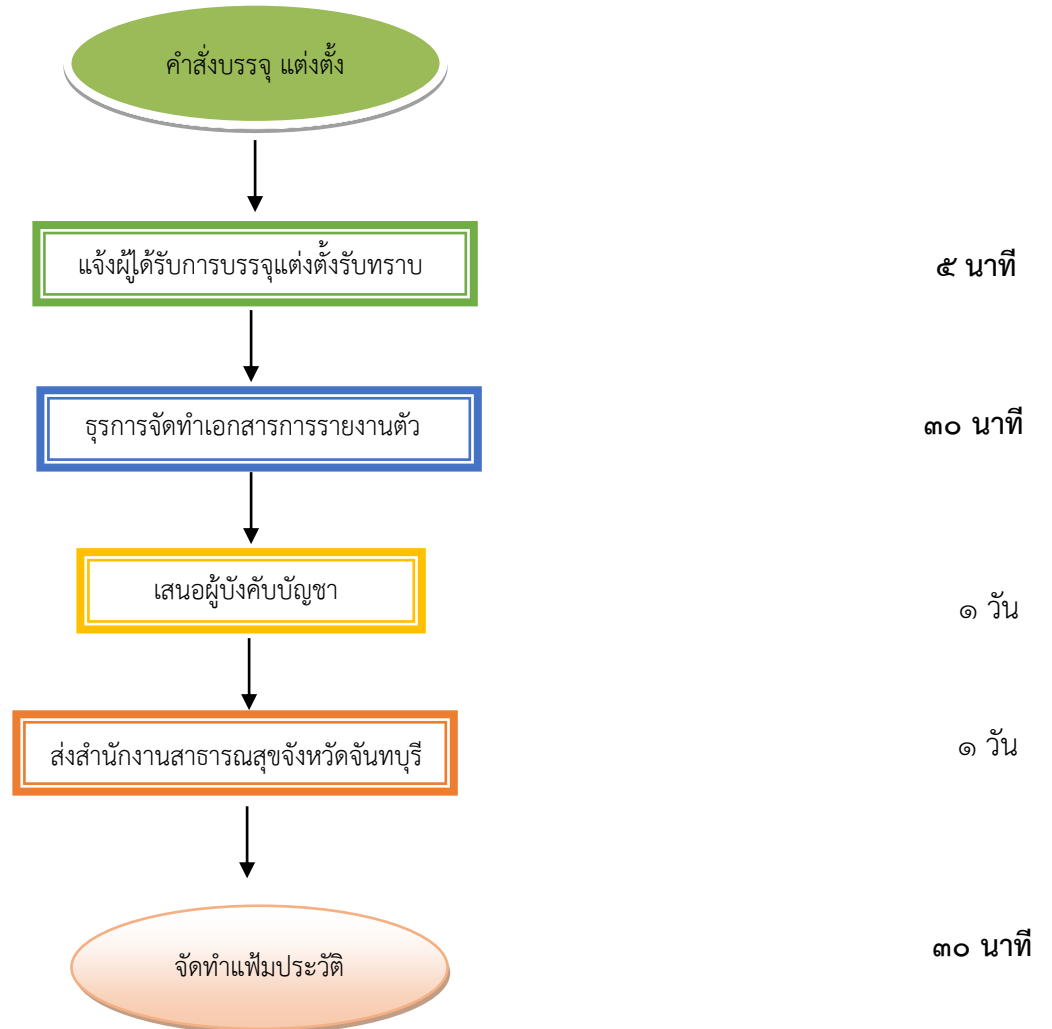 คำสั่งบรรจุ แต่งตั้ง
แจ้งผู้ได้รับการบรรจุแต่งตั้งรับทราบ
๕ นาที
ธุรการจัดทำเอกสารการรายงานตัว
๓๐ นาที
เสนอผู้บังคับบัญชา
๑ วัน
ส่งสำนักงานสาธารณสุขจังหวัดจันทบุรี
๑ วัน
จัดทำแฟ้มประวัติ
๓๐ นาที